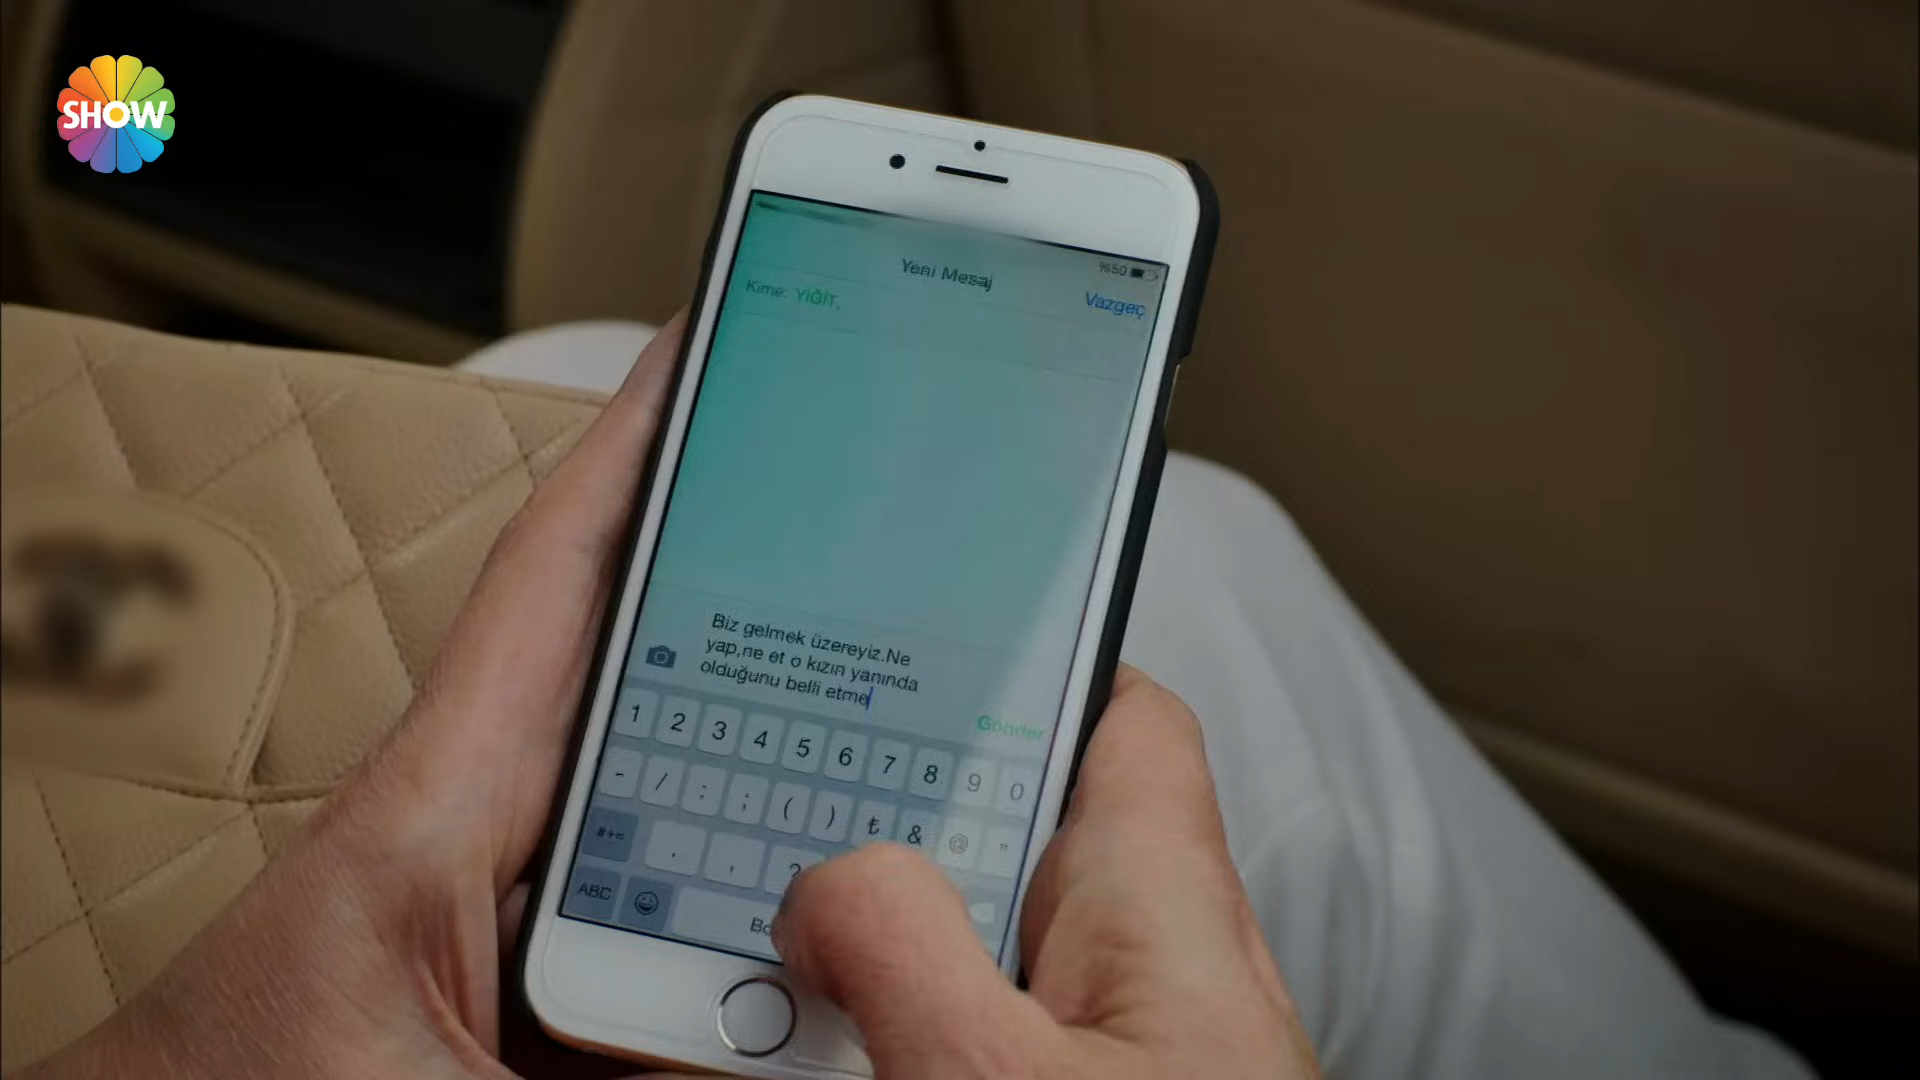 SHOW
%50
Yeni Mesaj
Vazgeç
Kime: YİĞİT,
Biz gelmek üzereyiz.Ne
yap,ne et o kızın yanında
olduğunu belli etme
Gönder
1 2 3 4 5 6 7 8 9 0
- / : ; ( ) ₺ & @ "
#+= . , ?
ABC